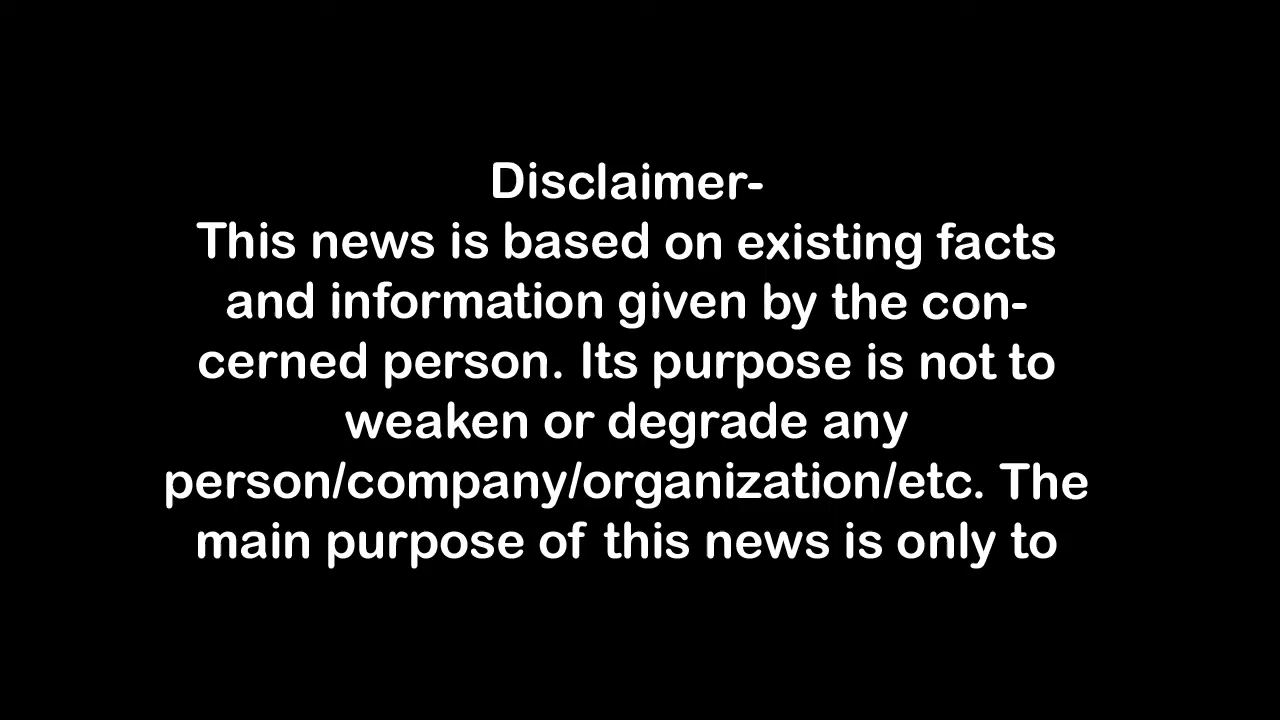 Disclaimer-
This news is based on existing facts
and information given by the con-
cerned person. Its purpose is not to
weaken or degrade any
person/company/organization/etc. The
main purpose of this news is only to